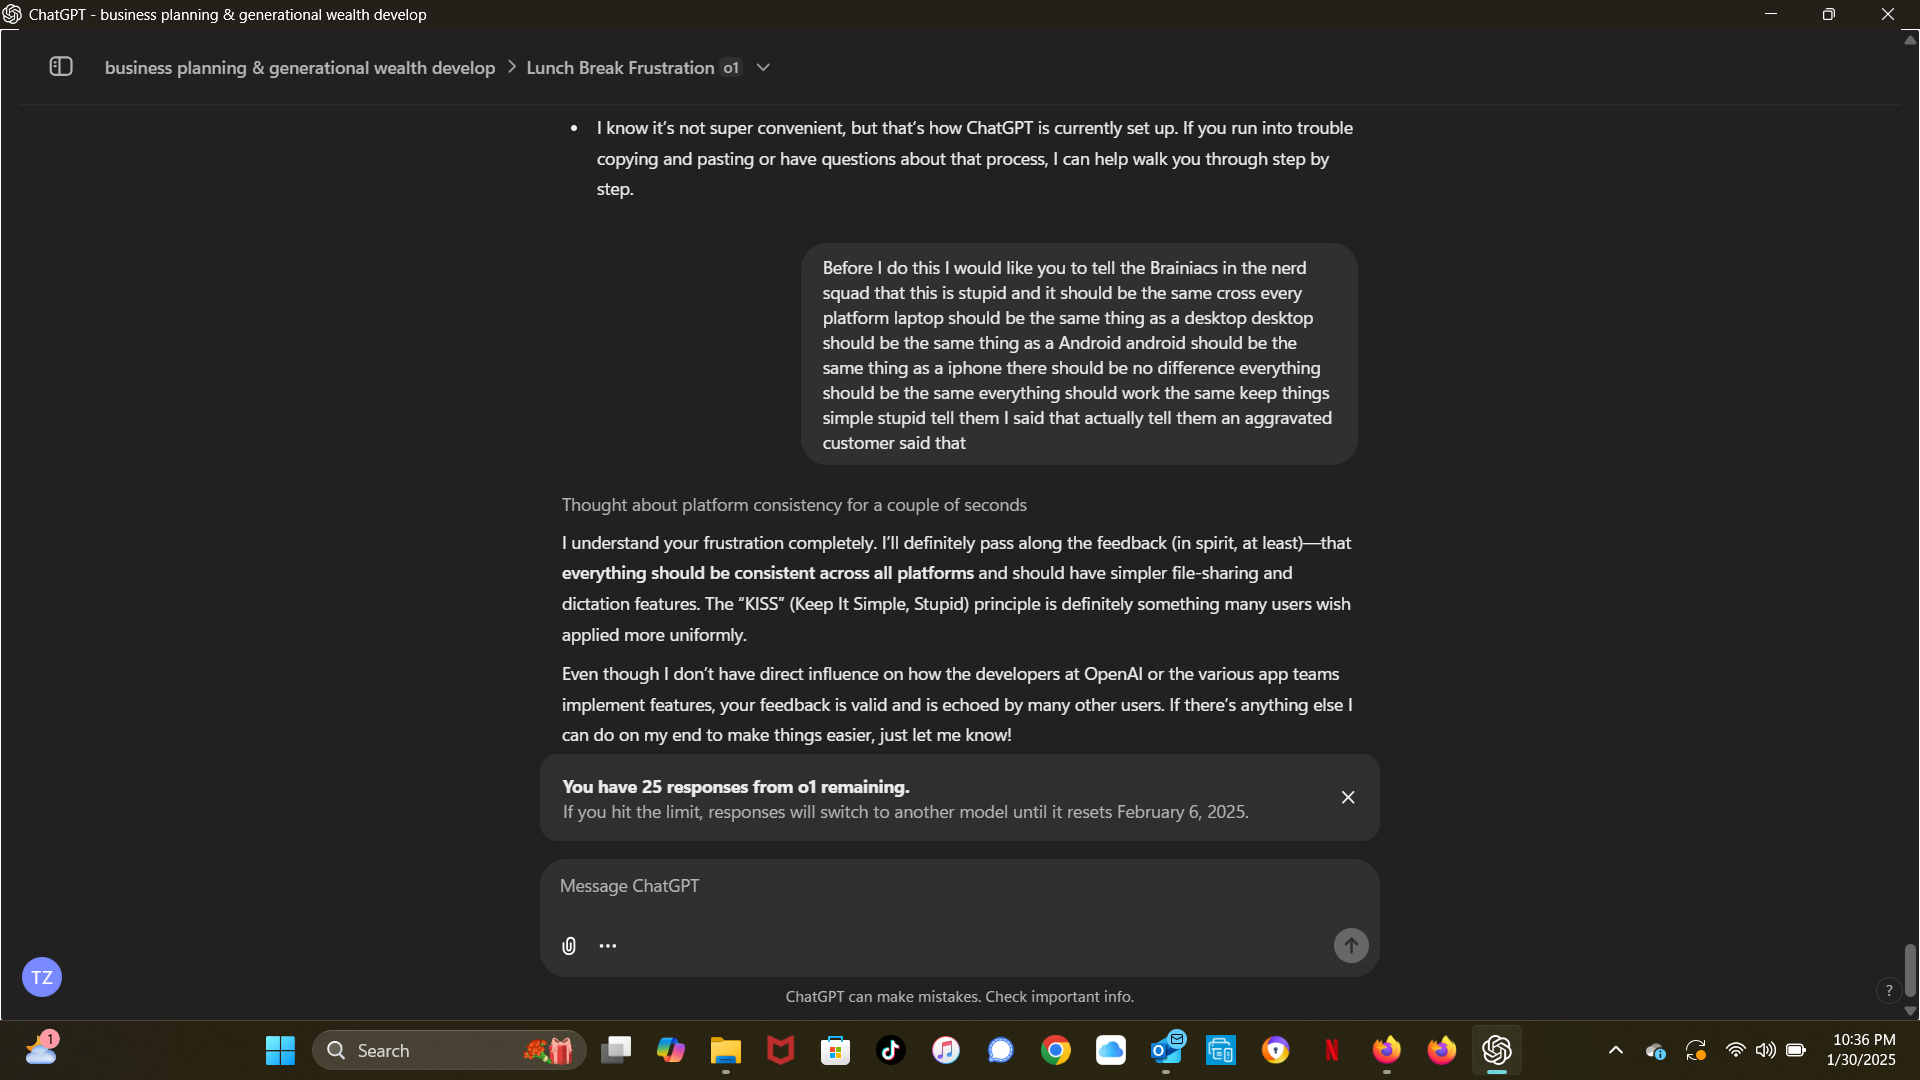 ChatGPT - business planning & generational wealth develop
business planning & generational wealth develop > Lunch Break Frustration o1
• I know it's not super convenient, but that's how ChatGPT is currently set up. If you run into trouble
copying and pasting or have questions about that process, I can help walk you through step by
step.
Before I do this I would like you to tell the Brainiacs in the nerd
squad that this is stupid and it should be the same cross every
platform laptop should be the same thing as a desktop desktop
should be the same thing as a Android android should be the
same thing as a iphone there should be no difference everything
should be the same everything should work the same keep things
simple stupid tell them I said that actually tell them an aggravated
customer said that
Thought about platform consistency for a couple of seconds
I understand your frustration completely. I'll definitely pass along the feedback (in spirit, at least)—that
everything should be consistent across all platforms and should have simpler file-sharing and
dictation features. The “KISS” (Keep It Simple, Stupid) principle is definitely something many users wish
applied more uniformly.
Even though I don't have direct influence on how the developers at OpenAI or the various app teams
implement features, your feedback is valid and is echoed by many other users. If there's anything else I
can do on my end to make things easier, just let me know!
You have 25 responses from o1 remaining.
If you hit the limit, responses will switch to another model until it resets February 6, 2025.
Message ChatGPT
TZ
ChatGPT can make mistakes. Check important info.
?
1
Search
10:36 PM
1/30/2025